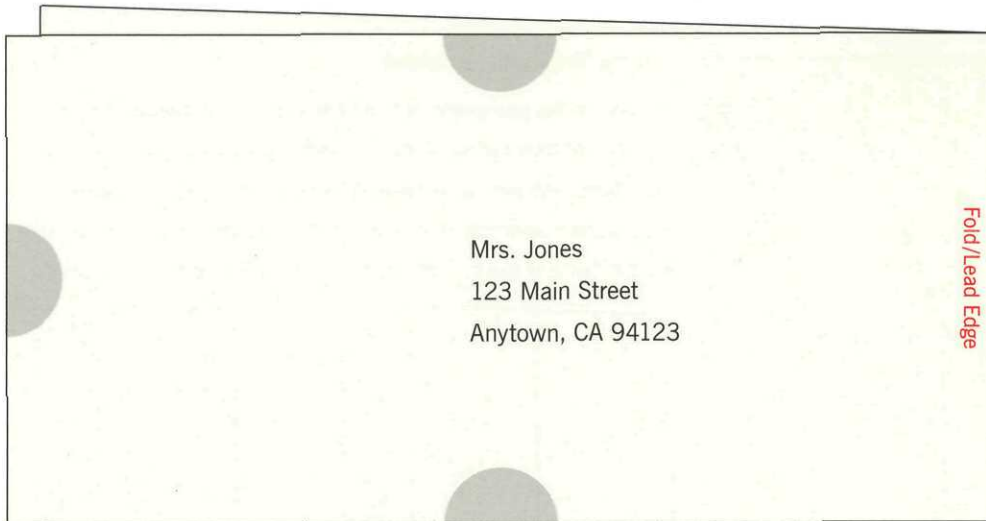 Mrs. Jones
123 Main Street
Anytown, CA 94123
Fold/Lead Edge